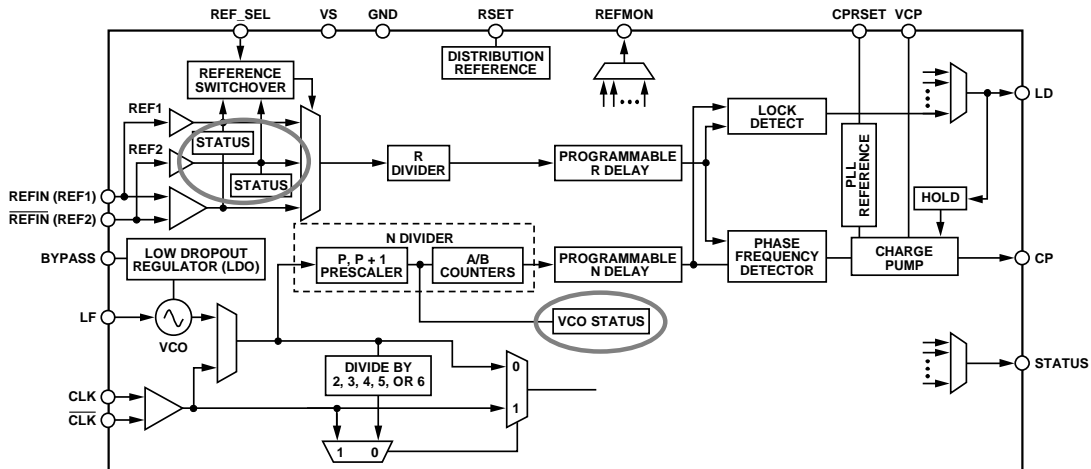 REF_SEL
VS
GND
RSET
REFMON
CPRSET
VCP
DISTRIBUTION
REFERENCE
REFERENCE
SWITCHOVER
REF1
STATUS
REF2
STATUS
LOCK
DETECT
LD
R
DIVIDER
PROGRAMMABLE
R DELAY
PLL
REFERENCE
HOLD
REFIN (REF1)
REFIN (REF2)
N DIVIDER
P, P + 1
PRESCALER
A/B
COUNTERS
PROGRAMMABLE
N DELAY
PHASE
FREQUENCY
DETECTOR
CHARGE
PUMP
CP
BYPASS
LOW DROPOUT
REGULATOR (LDO)
LF
VCO
VCO STATUS
STATUS
DIVIDE BY
2, 3, 4, 5, OR 6
0
1
CLK
CLK
1 0